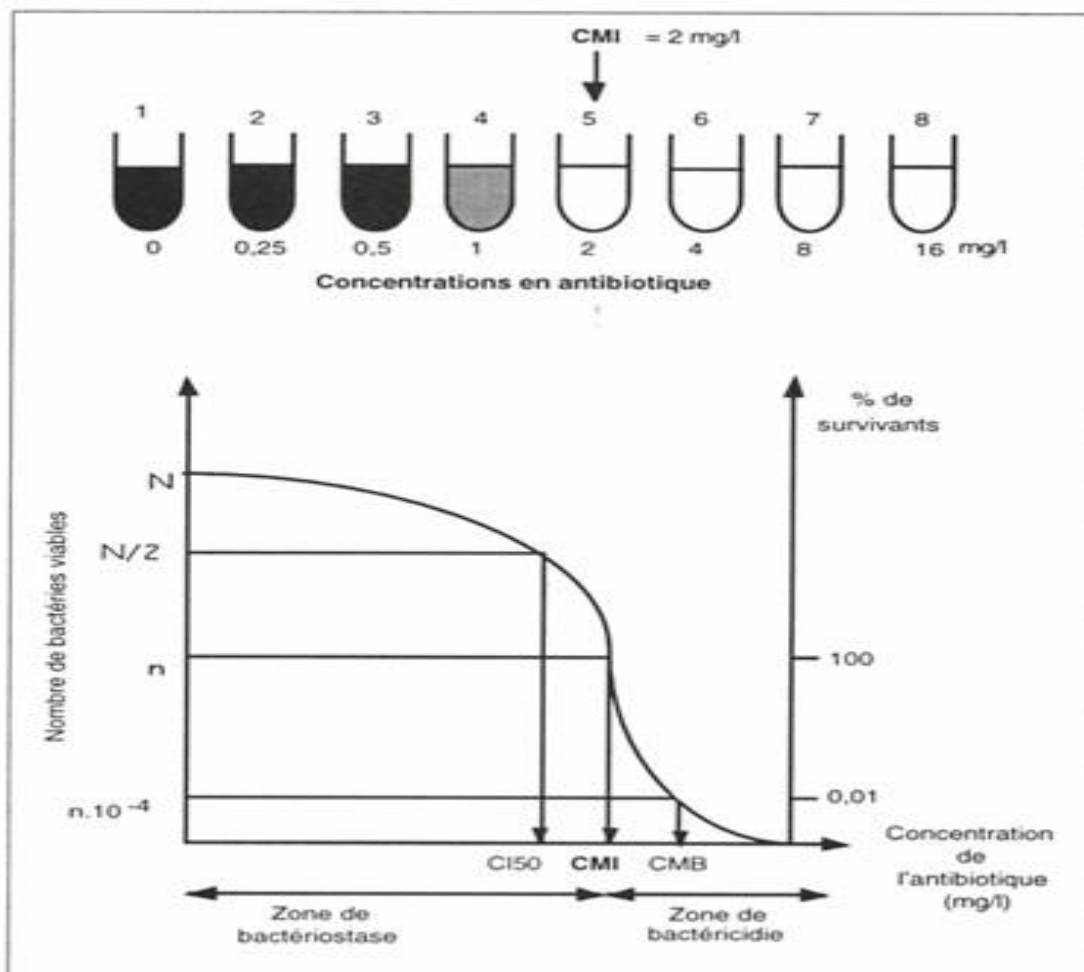 CMI = 2 mg/l
1 2 3 4 5 6 7 8
0 0,25 0,5 1 2 4 8 16 mg/l
Concentrations en antibiotique
% de
survivants
Nombre de bactéries viables
N
N/2
n
100
n.10⁻⁴
0,01
CI50 CMI CMB
Concentration
de
l'antibiotique
(mg/l)
Zone de
bactériostase
Zone de
bactéricidie